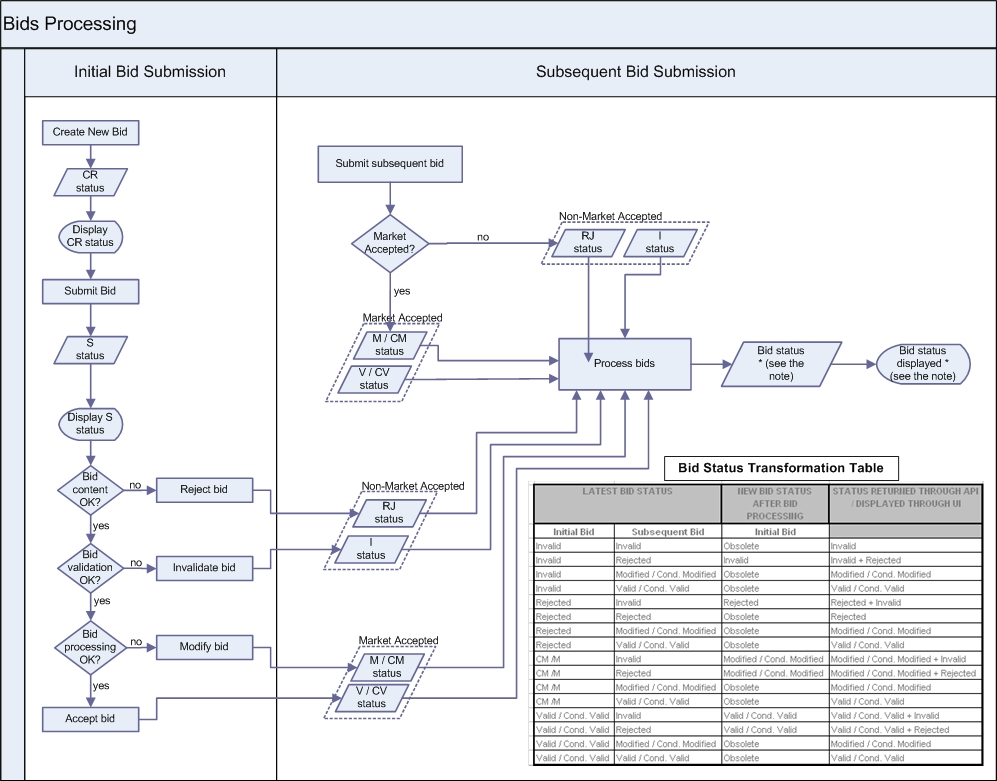 Bids Processing
Initial Bid Submission
Subsequent Bid Submission
Create New Bid
CR
status
Display
CR status
Submit Bid
S
status
Display S
status
Bid
content
OK?
no
Reject bid
yes
Bid
validation
OK?
no
Invalidate bid
yes
Bid
processing
OK?
no
Modify bid
yes
Accept bid
Submit subsequent bid
Market
Accepted?
no
yes
Non-Market Accepted
RJ
status
I
status
Market Accepted
M / CM
status
V / CV
status
Process bids
Bid status
* (see the
note)
Bid status
displayed *
(see the note)
Non-Market Accepted
RJ
status
I
status
Market Accepted
M / CM
status
V / CV
status
Bid Status Transformation Table
LATEST BID STATUS
NEW BID STATUS
AFTER BID
PROCESSING
STATUS RETURNED THROUGH API
/ DISPLAYED THROUGH UI
Initial Bid Subsequent Bid Initial Bid
Invalid Invalid Obsolete Invalid
Invalid Rejected Invalid Invalid + Rejected
Invalid Modified / Cond. Modified Obsolete Modified / Cond. Modified
Invalid Valid / Cond. Valid Obsolete Valid / Cond. Valid
Rejected Invalid Rejected Rejected + Invalid
Rejected Rejected Obsolete Rejected
Rejected Modified / Cond. Modified Obsolete Modified / Cond. Modified
Rejected Valid / Cond. Valid Obsolete Valid / Cond. Valid
CM /M Invalid Modified / Cond. Modified Modified / Cond. Modified + Invalid
CM /M Rejected Modified / Cond. Modified Modified / Cond. Modified + Rejected
CM /M Modified / Cond. Modified Obsolete Modified / Cond. Modified
CM /M Valid / Cond. Valid Obsolete Valid / Cond. Valid
Valid / Cond. Valid Invalid Valid / Cond. Valid Valid / Cond. Valid + Invalid
Valid / Cond. Valid Rejected Valid / Cond. Valid Valid / Cond. Valid + Rejected
Valid / Cond. Valid Modified / Cond. Modified Obsolete Modified / Cond. Modified
Valid / Cond. Valid Valid / Cond. Valid Obsolete Valid / Cond. Valid